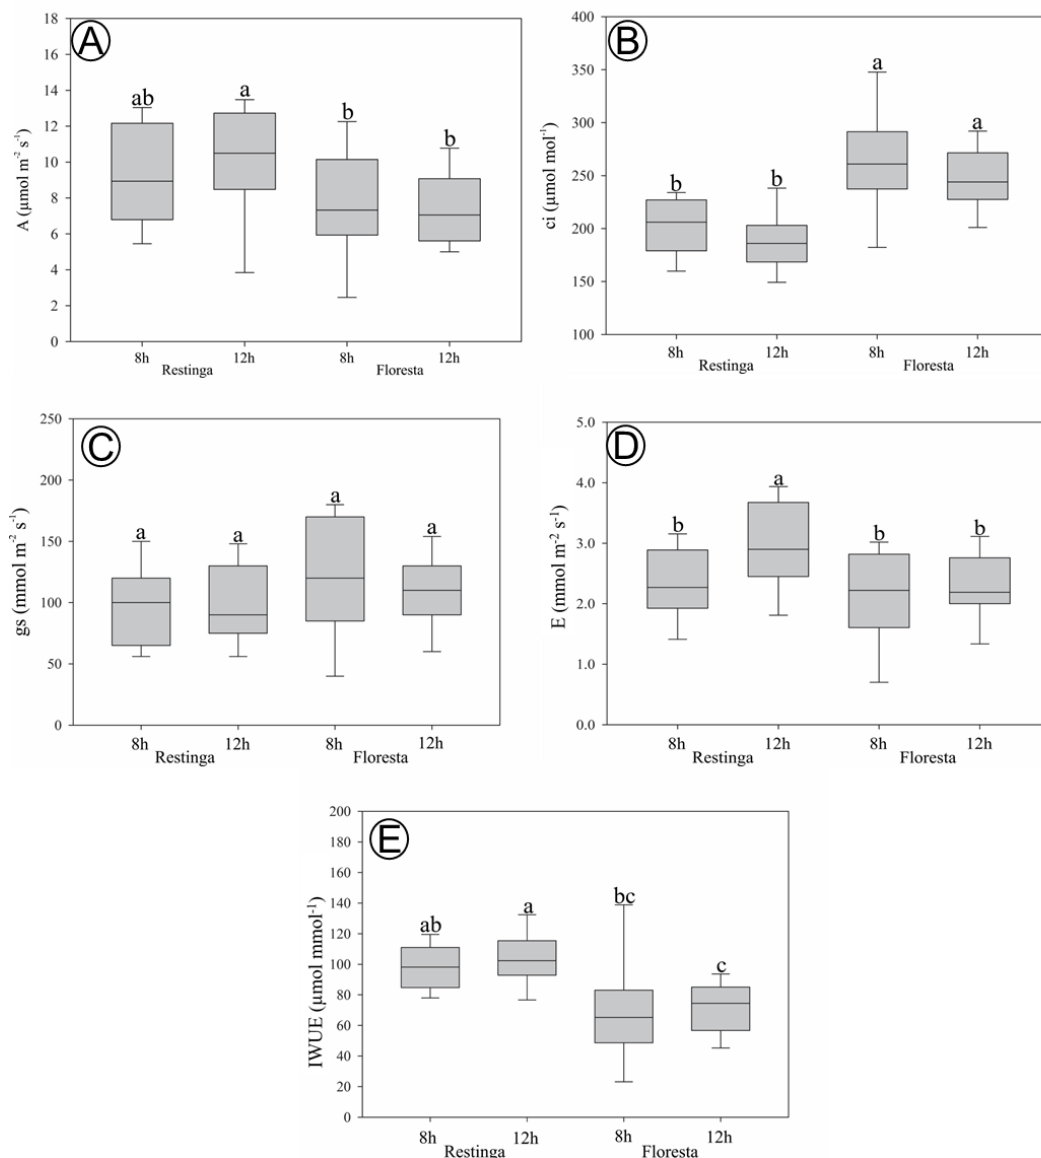 A
A (µmol m⁻² s⁻¹)
18
16
14
12
10
8
6
4
2
0
ab a b b
8h 12h 8h 12h
Restinga Floresta
B
ci (µmol mol⁻¹)
400
350
300
250
200
150
100
b b a a
8h 12h 8h 12h
Restinga Floresta
C
gs (mmol m⁻² s⁻¹)
250
200
150
100
50
0
a a a a
8h 12h 8h 12h
Restinga Floresta
D
E (mmol m⁻² s⁻¹)
5.0
4.0
3.0
2.0
1.0
0.0
b a b b
8h 12h 8h 12h
Restinga Floresta
E
IWUE (µmol mmol⁻¹)
200
180
160
140
120
100
80
60
40
20
0
ab a bc c
8h 12h 8h 12h
Restinga Floresta